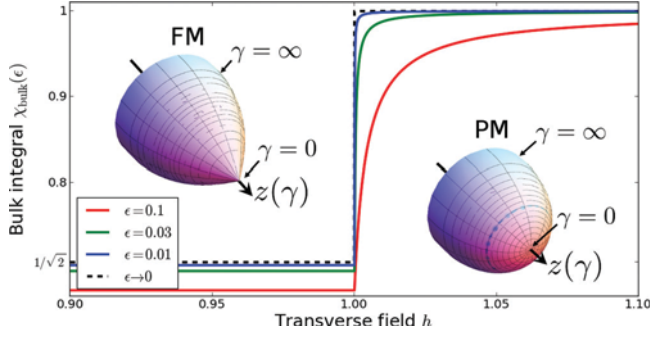 Bulk integral χ_bulk(ϵ)
1
0.9
0.8
1/√2
FM
γ = ∞
γ = 0
z(γ)
PM
γ = ∞
γ = 0
z(γ)
ϵ=0.1
ϵ=0.03
ϵ=0.01
ϵ→0
0.90 0.95 1.00 1.05 1.10
Transverse field h